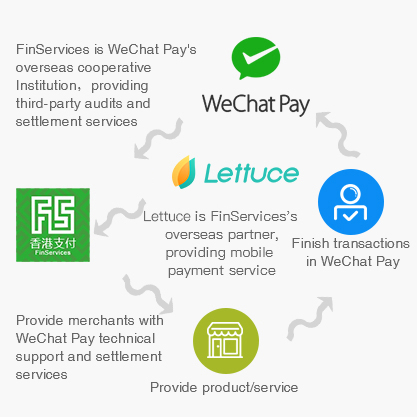 FinServices is WeChat Pay's
overseas cooperative
Institution, providing
third-party audits and
settlement services
WeChat Pay
Lettuce
Lettuce is FinServices's
overseas partner,
providing mobile
payment service
FIS
香港支付
FinServices
Finish transactions
in WeChat Pay
Provide merchants with
WeChat Pay technical
support and settlement
services
Provide product/service